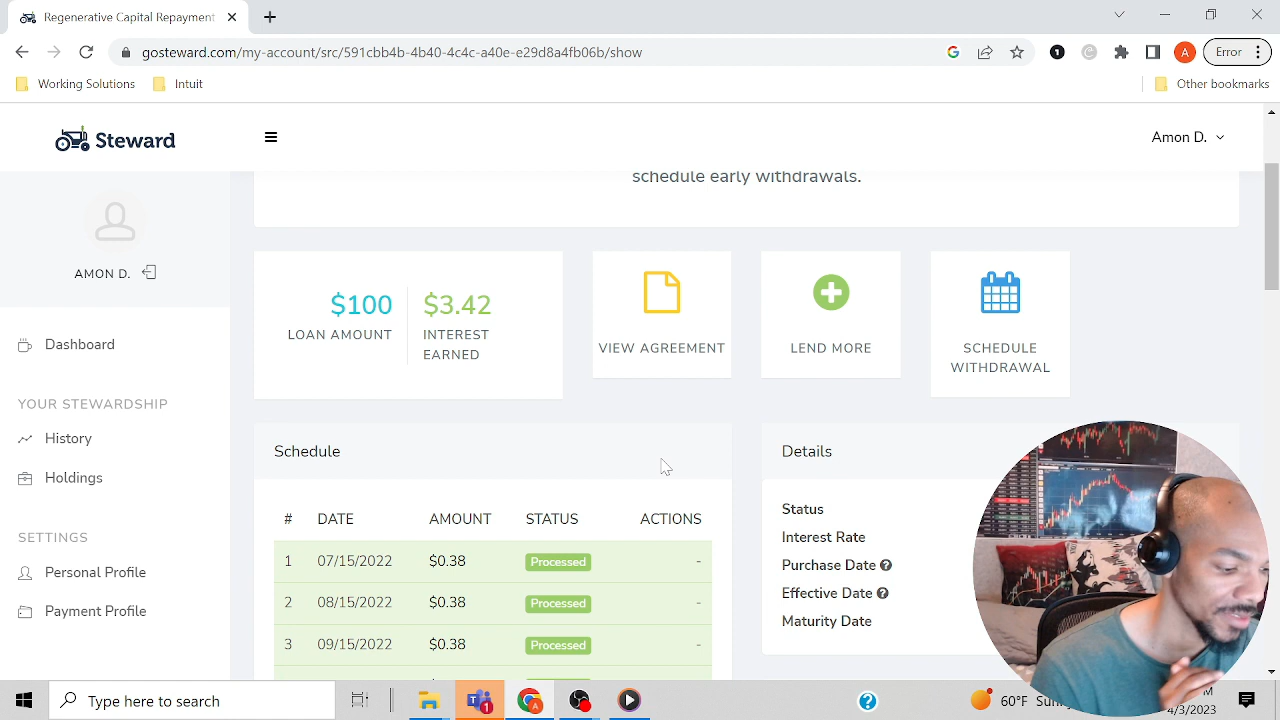 Regenerative Capital Payment
gosteward.com/my-account/src/591cbb4b-4b40-4c4c-a40e-e29d8a4fb06b/show
1
A
Error
Working Solutions
Intuit
Other bookmarks
Steward
Amon D.
schedule early withdrawals.
AMON D.
Dashboard
YOUR STEWARDSHIP
History
Holdings
SETTINGS
Personal Profile
Payment Profile
$100
LOAN AMOUNT
$3.42
INTEREST
EARNED
VIEW AGREEMENT
LEND MORE
SCHEDULE
WITHDRAWAL
Schedule
# DATE AMOUNT STATUS ACTIONS
1 07/15/2022 $0.38 Processed -
2 08/15/2022 $0.38 Processed -
3 09/15/2022 $0.38 Processed -
Details
Status
Interest Rate
Purchase Date
Effective Date
Maturity Date
Type here to search
1
60°F
4/3/2023